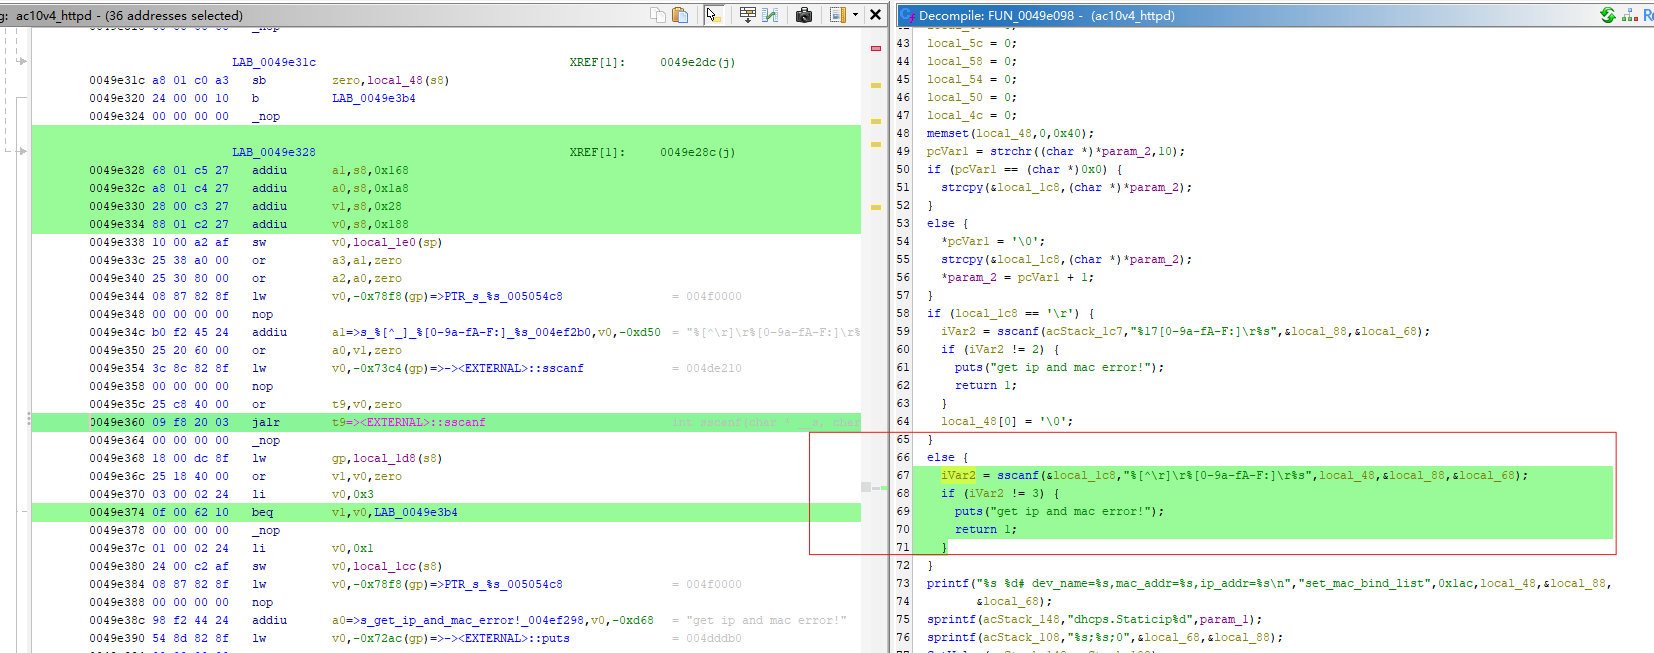 g: ac10v4_httpd - (36 addresses selected)
LAB_0049e31c XREF[1]: 0049e2dc(j)
0049e31c a8 01 c0 a3 sb zero,local_48(s8)
0049e320 24 00 00 10 b LAB_0049e3b4
0049e324 00 00 00 00 _nop
LAB_0049e328 XREF[1]: 0049e28c(j)
0049e328 68 01 c5 27 addiu a1,s8,0x168
0049e32c a8 01 c4 27 addiu a0,s8,0x1a8
0049e330 28 00 c3 27 addiu v1,s8,0x28
0049e334 88 01 c2 27 addiu v0,s8,0x188
0049e338 10 00 a2 af sw v0,local_1e0(sp)
0049e33c 25 38 a0 00 or a3,a1,zero
0049e340 25 30 80 00 or a2,a0,zero
0049e344 08 87 82 8f lw v0,-0x78f8(gp)=>PTR_s_%s_005054c8 = 004f0000
0049e348 00 00 00 00 nop
0049e34c b0 f2 45 24 addiu a1=>s_%[^_]_%[0-9a-fA-F:]_%s_004ef2b0,v0,-0xd50 = "%[^\r]\r%[0-9a-fA-F:]\r%
0049e350 25 20 60 00 or a0,v1,zero
0049e354 3c 8c 82 8f lw v0,-0x73c4(gp)=>-><EXTERNAL>::sscanf = 004de210
0049e358 00 00 00 00 nop
0049e35c 25 c8 40 00 or t9,v0,zero
0049e360 09 f8 20 03 jalr t9=><EXTERNAL>::sscanf int sscanf(char * __s, char
0049e364 00 00 00 00 _nop
0049e368 18 00 dc 8f lw gp,local_1d8(s8)
0049e36c 25 18 40 00 or v1,v0,zero
0049e370 03 00 02 24 li v0,0x3
0049e374 0f 00 62 10 beq v1,v0,LAB_0049e3b4
0049e378 00 00 00 00 _nop
0049e37c 01 00 02 24 li v0,0x1
0049e380 24 00 c2 af sw v0,local_1cc(s8)
0049e384 08 87 82 8f lw v0,-0x78f8(gp)=>PTR_s_%s_005054c8 = 004f0000
0049e388 00 00 00 00 nop
0049e38c 98 f2 44 24 addiu a0=>s_get_ip_and_mac_error!_004ef298,v0,-0xd68 = "get ip and mac error!"
0049e390 54 8d 82 8f lw v0,-0x72ac(gp)=>-><EXTERNAL>::puts = 004dddb0
Decompile: FUN_0049e098 - (ac10v4_httpd)
43 local_5c = 0;
44 local_58 = 0;
45 local_54 = 0;
46 local_50 = 0;
47 local_4c = 0;
48 memset(local_48,0,0x40);
49 pcVar1 = strchr((char *)*param_2,10);
50 if (pcVar1 == (char *)0x0) {
51 strcpy(&local_1c8,(char *)*param_2);
52 }
53 else {
54 *pcVar1 = '\0';
55 strcpy(&local_1c8,(char *)*param_2);
56 *param_2 = pcVar1 + 1;
57 }
58 if (local_1c8 == '\r') {
59 iVar2 = sscanf(acStack_1c7,"%17[0-9a-fA-F:]\r%s",&local_88,&local_68);
60 if (iVar2 != 2) {
61 puts("get ip and mac error!");
62 return 1;
63 }
64 local_48[0] = '\0';
65 }
66 else {
67 iVar2 = sscanf(&local_1c8,"%[^\r]\r%[0-9a-fA-F:]\r%s",local_48,&local_88,&local_68);
68 if (iVar2 != 3) {
69 puts("get ip and mac error!");
70 return 1;
71 }
72 }
73 printf("%s %d# dev_name=%s,mac_addr=%s,ip_addr=%s\n","set_mac_bind_list",0x1ac,local_48,&local_88,
74 &local_68);
75 sprintf(acStack_148,"dhcps.Staticip%d",param_1);
76 sprintf(acStack_108,"%s;%s;0",&local_68,&local_88);